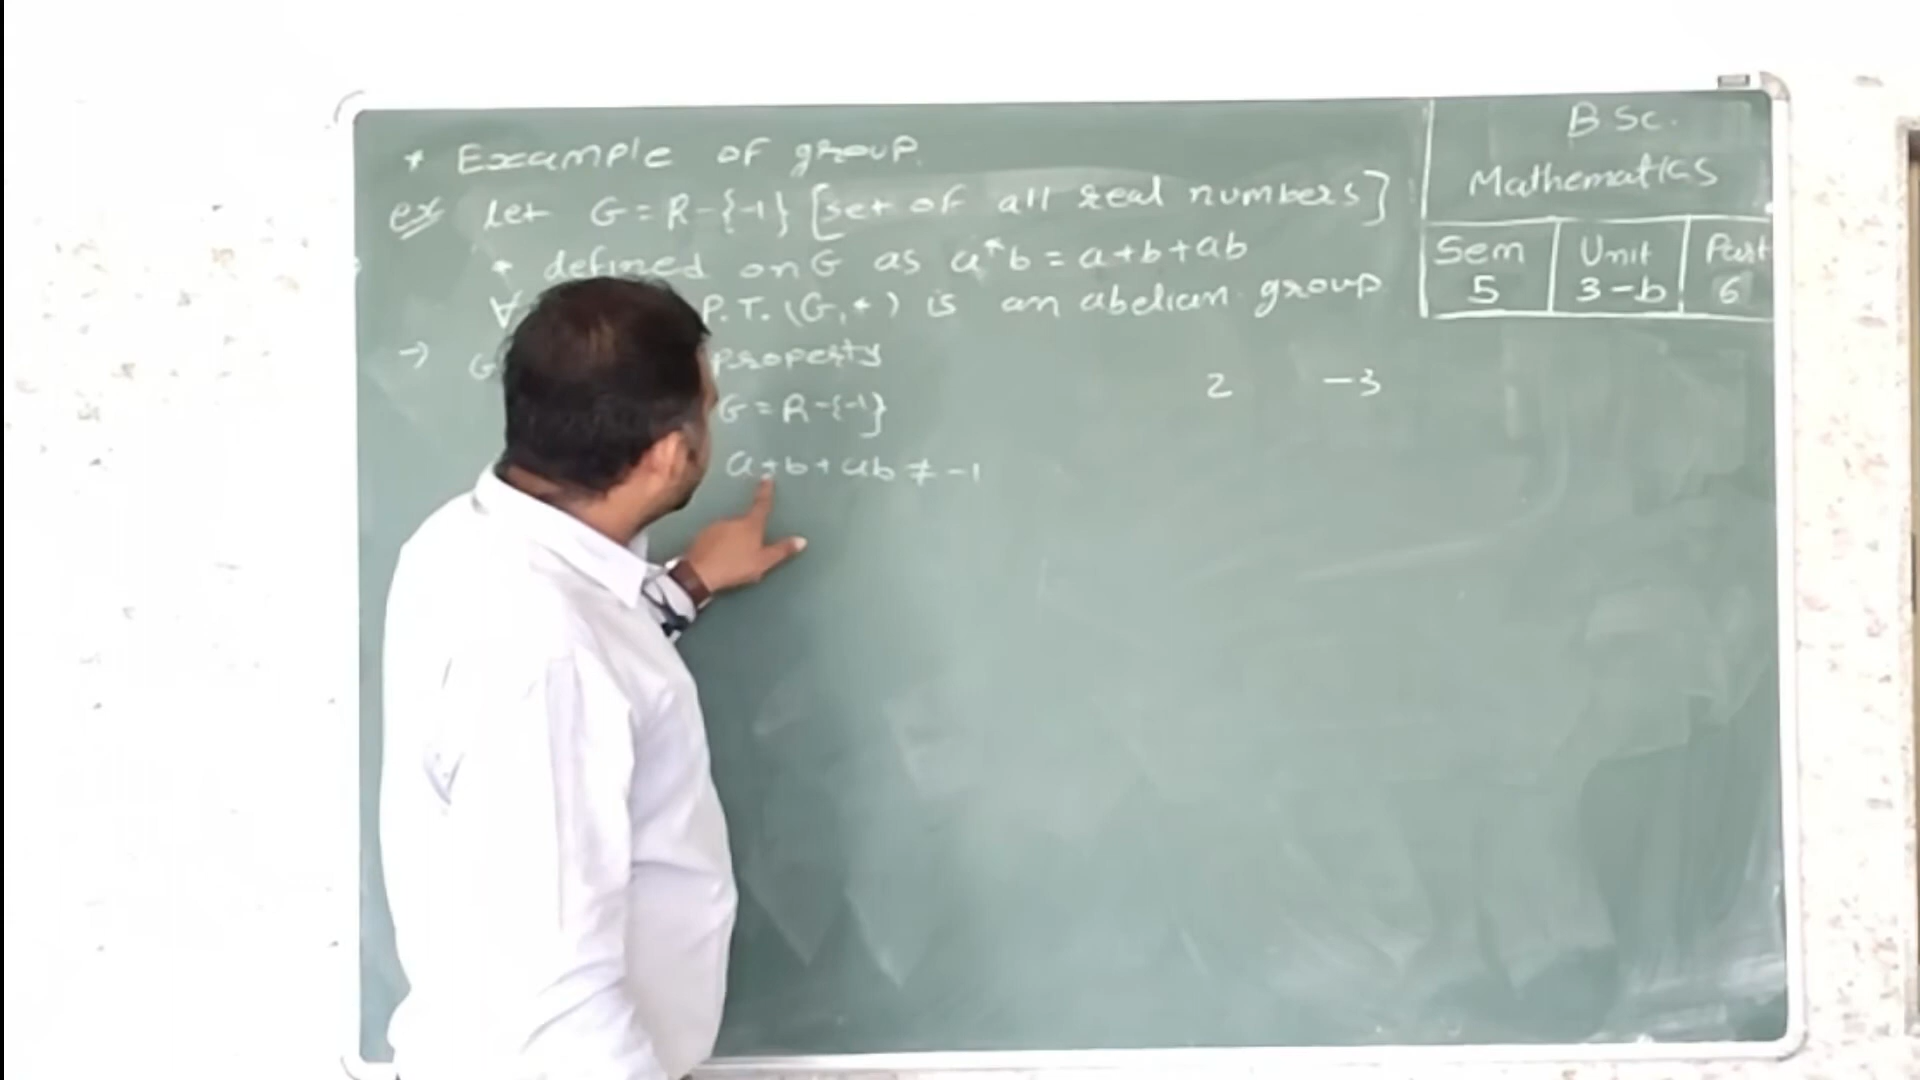 * Example of group.
ex Let G = R-{-1} [set of all real numbers]
* defined on G as a*b = a+b+ab
∀ P.T. (G,*) is an abelian group
→ G property
G = R-{-1}
a+b+ab ≠ -1
2 -3
B Sc.
Mathematics
Sem Unit Part
5 3-b 6